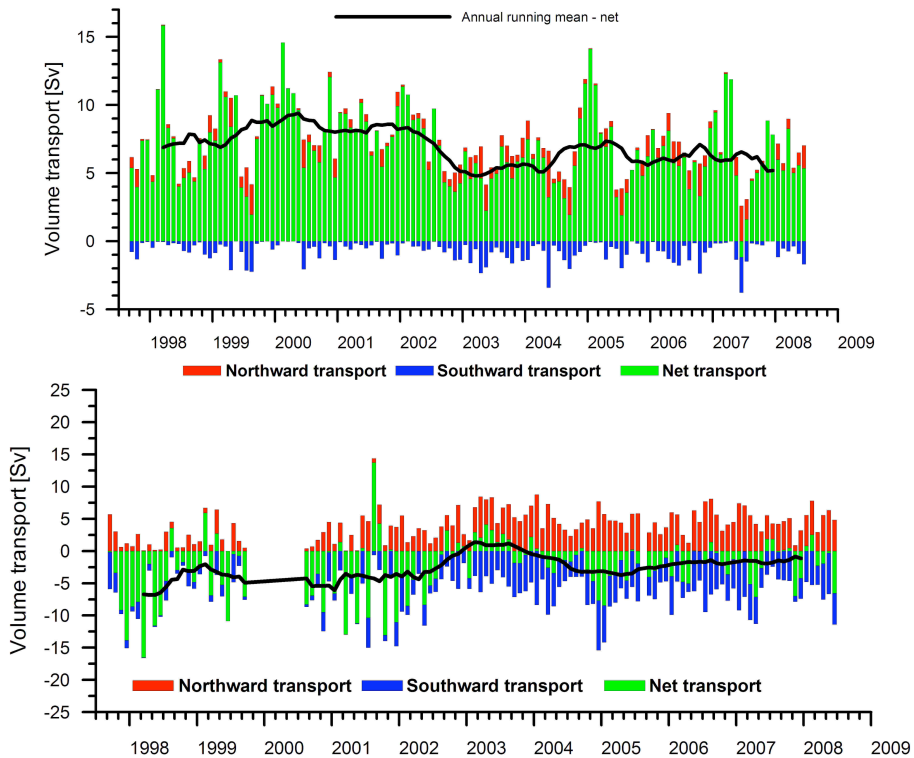 Annual running mean - net
Volume transport [Sv]
15
10
5
0
-5
1998 1999 2000 2001 2002 2003 2004 2005 2006 2007 2008 2009
Northward transport Southward transport Net transport
Volume transport [Sv]
25
20
15
10
5
0
-5
-10
-15
-20
-25
Northward transport Southward transport Net transport
1998 1999 2000 2001 2002 2003 2004 2005 2006 2007 2008 2009